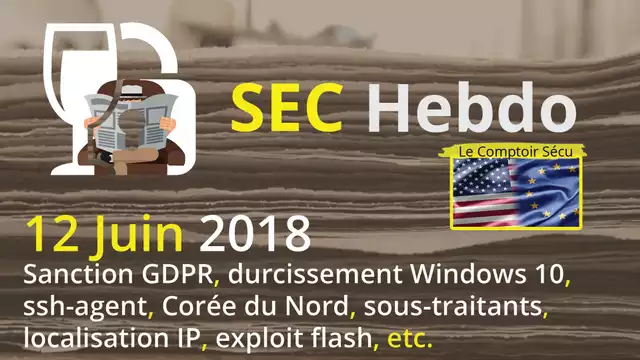 SEC Hebdo
Le Comptoir Sécu
12 Juin 2018
Sanction GDPR, durcissement Windows 10,
ssh-agent, Corée du Nord, sous-traitants,
localisation IP, exploit flash, etc.